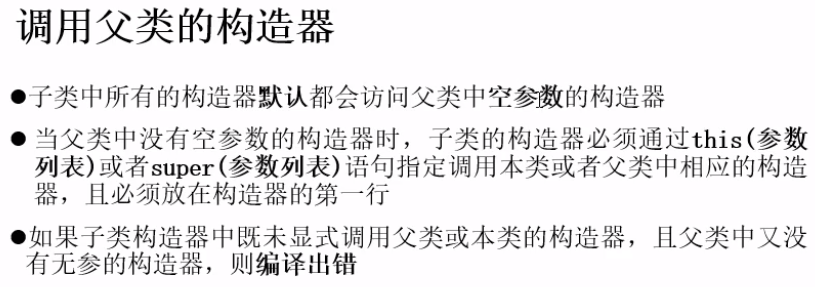 调用父类的构造器
●子类中所有的构造器默认都会访问父类中空参数的构造器
●当父类中没有空参数的构造器时，子类的构造器必须通过this(参数
列表)或者super(参数列表)语句指定调用本类或者父类中相应的构造
器，且必须放在构造器的第一行
●如果子类构造器中既未显式调用父类或本类的构造器，且父类中又没
有无参的构造器，则编译出错